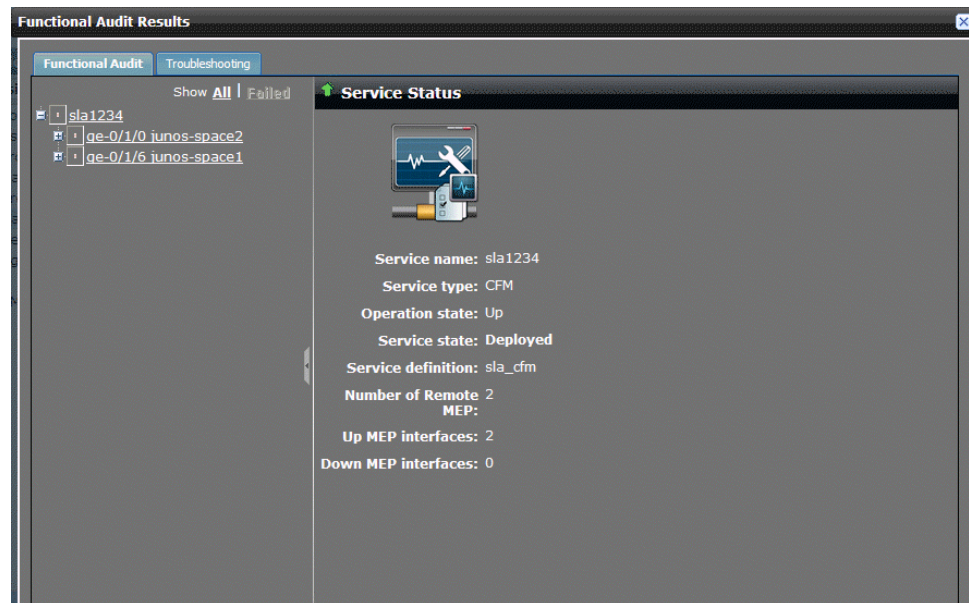 Functional Audit Results
Functional Audit
Troubleshooting
Show All | Failed
sla1234
ge-0/1/0 junos-space2
ge-0/1/6 junos-space1
Service Status
Service name: sla1234
Service type: CFM
Operation state: Up
Service state: Deployed
Service definition: sla_cfm
Number of Remote 2
MEP:
Up MEP interfaces: 2
Down MEP interfaces: 0